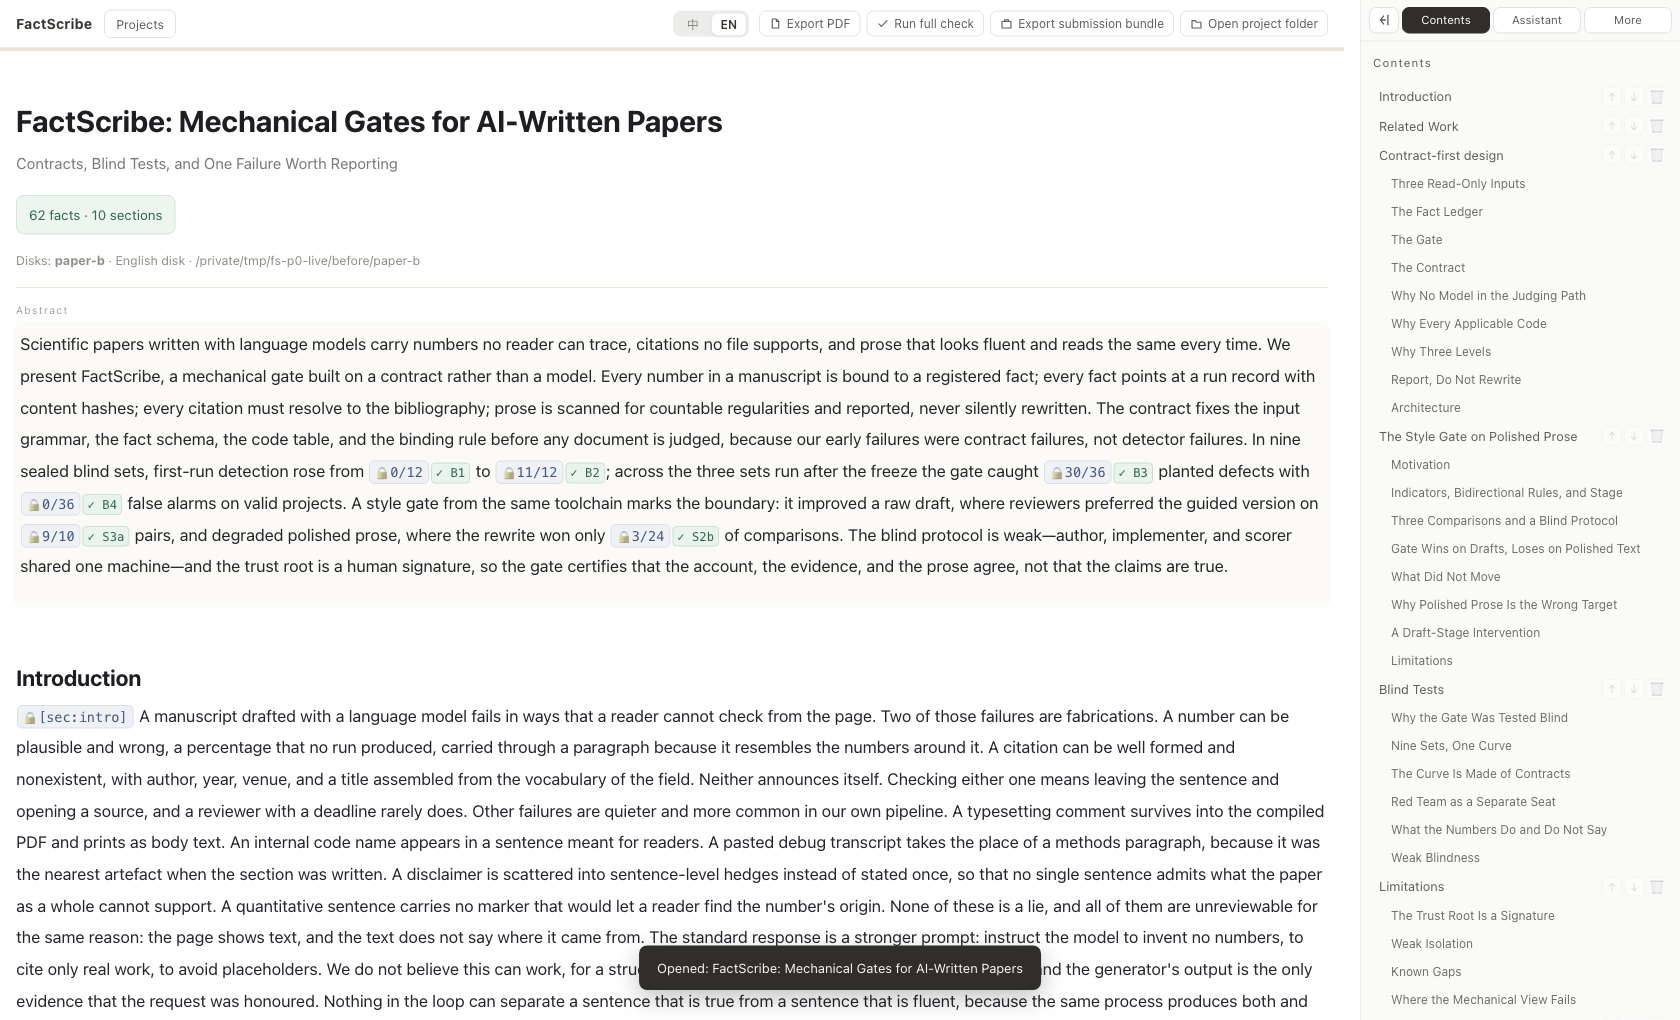 FactScribe
Projects
中 EN
Export PDF
Run full check
Export submission bundle
Open project folder
FactScribe: Mechanical Gates for AI-Written Papers
Contracts, Blind Tests, and One Failure Worth Reporting
62 facts · 10 sections
Disks: paper-b · English disk · /private/tmp/fs-p0-live/before/paper-b
Abstract
Scientific papers written with language models carry numbers no reader can trace, citations no file supports, and prose that looks fluent and reads the same every time. We
present FactScribe, a mechanical gate built on a contract rather than a model. Every number in a manuscript is bound to a registered fact; every fact points at a run record with
content hashes; every citation must resolve to the bibliography; prose is scanned for countable regularities and reported, never silently rewritten. The contract fixes the input
grammar, the fact schema, the code table, and the binding rule before any document is judged, because our early failures were contract failures, not detector failures. In nine
sealed blind sets, first-run detection rose from 🔒0/12 ✓ B1 to 🔒11/12 ✓ B2; across the three sets run after the freeze the gate caught 🔒30/36 ✓ B3 planted defects with
🔒0/36 ✓ B4 false alarms on valid projects. A style gate from the same toolchain marks the boundary: it improved a raw draft, where reviewers preferred the guided version on
🔒9/10 ✓ S3a pairs, and degraded polished prose, where the rewrite won only 🔒3/24 ✓ S2b of comparisons. The blind protocol is weak—author, implementer, and scorer
shared one machine—and the trust root is a human signature, so the gate certifies that the account, the evidence, and the prose agree, not that the claims are true.
Introduction
🔒[sec:intro] A manuscript drafted with a language model fails in ways that a reader cannot check from the page. Two of those failures are fabrications. A number can be
plausible and wrong, a percentage that no run produced, carried through a paragraph because it resembles the numbers around it. A citation can be well formed and
nonexistent, with author, year, venue, and a title assembled from the vocabulary of the field. Neither announces itself. Checking either one means leaving the sentence and
opening a source, and a reviewer with a deadline rarely does. Other failures are quieter and more common in our own pipeline. A typesetting comment survives into the compiled
PDF and prints as body text. An internal code name appears in a sentence meant for readers. A pasted debug transcript takes the place of a methods paragraph, because it was
the nearest artefact when the section was written. A disclaimer is scattered into sentence-level hedges instead of stated once, so that no single sentence admits what the paper
as a whole cannot support. A quantitative sentence carries no marker that would let a reader find the number's origin. None of these is a lie, and all of them are unreviewable for
the same reason: the page shows text, and the text does not say where it came from. The standard response is a stronger prompt: instruct the model to invent no numbers, to
cite only real work, to avoid placeholders. We do not believe this can work, for a and the generator's output is the only
evidence that the request was honoured. Nothing in the loop can separate a sentence that is true from a sentence that is fluent, because the same process produces both and
Opened: FactScribe: Mechanical Gates for AI-Written Papers
Contents
Assistant
More
Contents
Introduction
Related Work
Contract-first design
Three Read-Only Inputs
The Fact Ledger
The Gate
The Contract
Why No Model in the Judging Path
Why Every Applicable Code
Why Three Levels
Report, Do Not Rewrite
Architecture
The Style Gate on Polished Prose
Motivation
Indicators, Bidirectional Rules, and Stage
Three Comparisons and a Blind Protocol
Gate Wins on Drafts, Loses on Polished Text
What Did Not Move
Why Polished Prose Is the Wrong Target
A Draft-Stage Intervention
Limitations
Blind Tests
Why the Gate Was Tested Blind
Nine Sets, One Curve
The Curve Is Made of Contracts
Red Team as a Separate Seat
What the Numbers Do and Do Not Say
Weak Blindness
Limitations
The Trust Root Is a Signature
Weak Isolation
Known Gaps
Where the Mechanical View Fails